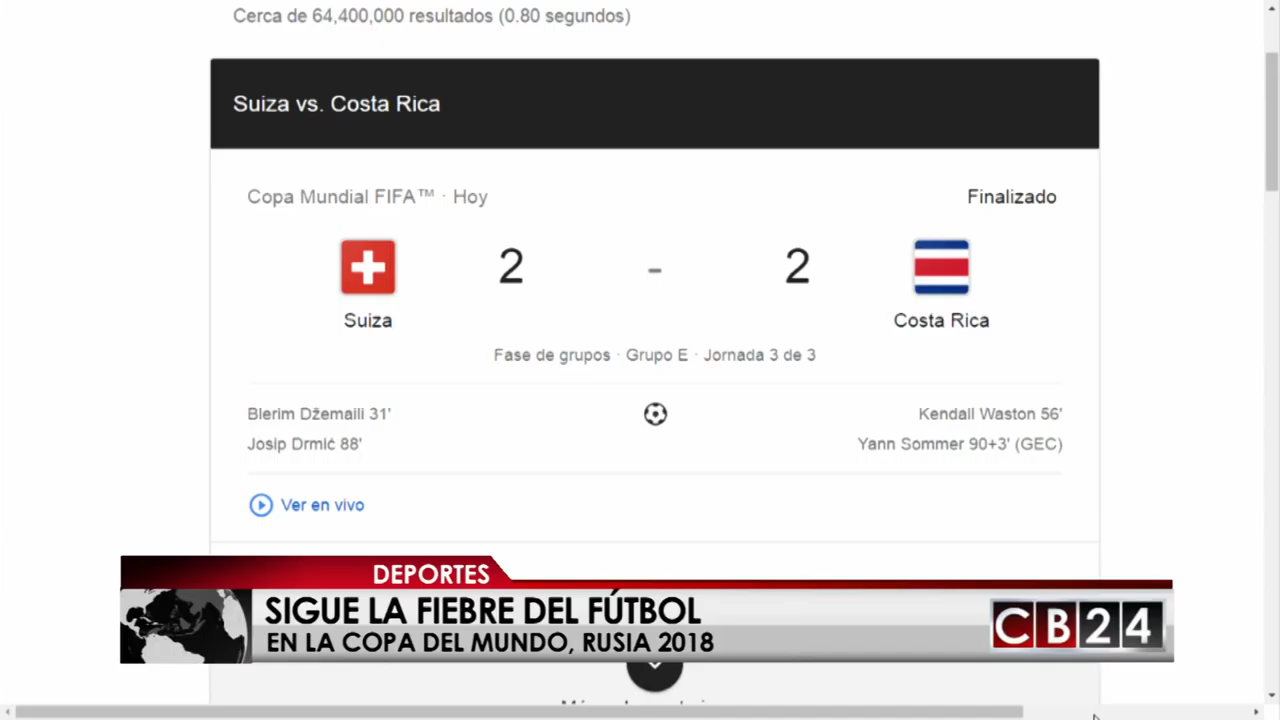 Cerca de 64,400,000 resultados (0.80 segundos)
Suiza vs. Costa Rica
Copa Mundial FIFA™ · Hoy
Finalizado
2 - 2
Suiza
Costa Rica
Fase de grupos · Grupo E · Jornada 3 de 3
Blerim Džemaili 31'
Kendall Waston 56'
Josip Drmić 88'
Yann Sommer 90+3' (GEC)
Ver en vivo
DEPORTES
SIGUE LA FIEBRE DEL FÚTBOL
EN LA COPA DEL MUNDO, RUSIA 2018
CB24